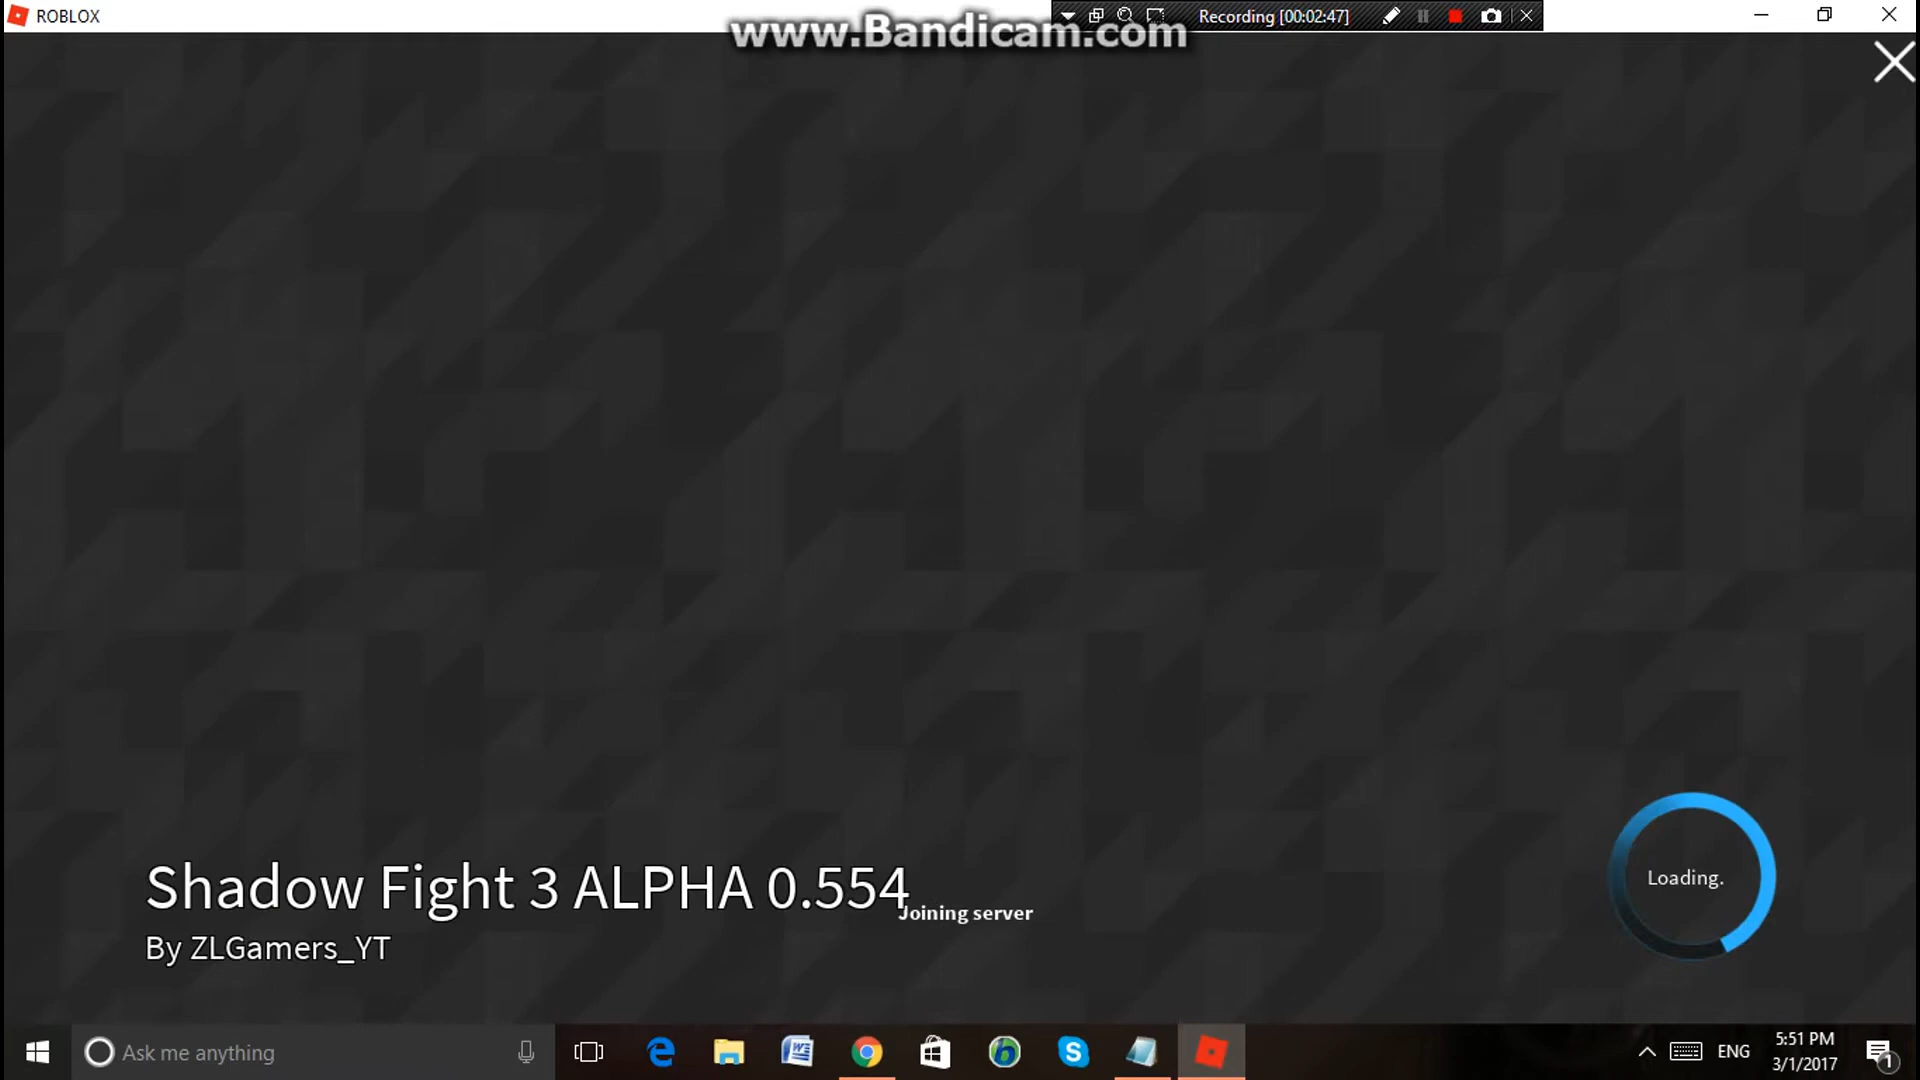 ROBLOX
Recording [00:02:47]
www.Bandicam.com
Shadow Fight 3 ALPHA 0.554
Joining server
By ZLGamers_YT
Loading.
Ask me anything
ENG
5:51 PM
3/1/2017
1